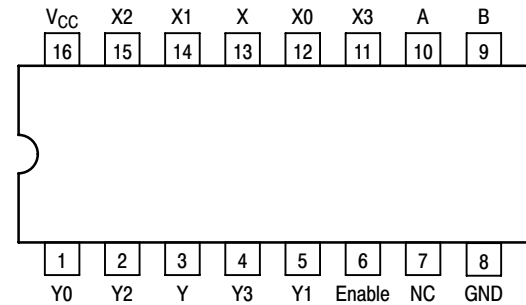 V_CC X2 X1 X X0 X3 A B
16 15 14 13 12 11 10 9
1 2 3 4 5 6 7 8
Y0 Y2 Y Y3 Y1 Enable NC GND